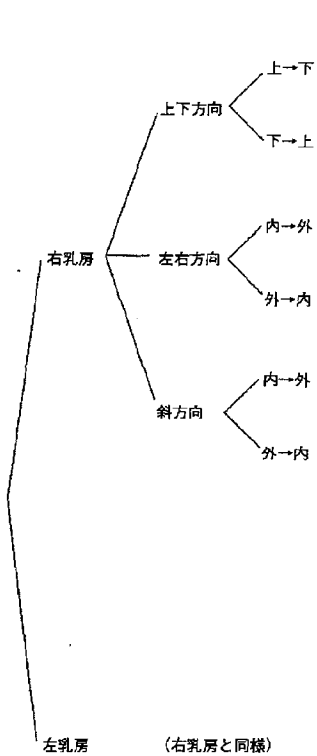 上→下
上下方向
下→上
内→外
右乳房
左右方向
外→内
内→外
斜方向
外→内
左乳房 (右乳房と同様)